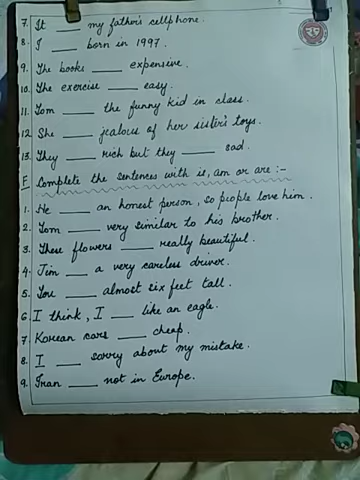 7. It ___ my father's cellphone.
8. I ___ born in 1997.
9. The books ___ expensive.
10. The exercise ___ easy.
11. Tom ___ the funny kid in class.
12 She ___ jealous of her sister's toys.
13. They ___ rich but they ___ sad.
F. Complete the sentences with is, am or are :-
1. He ___ an honest person, so people love him.
2. Tom ___ very similar to his brother.
3. These flowers ___ really beautiful.
4. Jim ___ a very careless driver.
5. You ___ almost six feet tall.
6. I think, I ___ like an eagle.
7. Korean cars ___ cheap.
8. I ___ sorry about my mistake.
9. Iran ___ not in Europe.